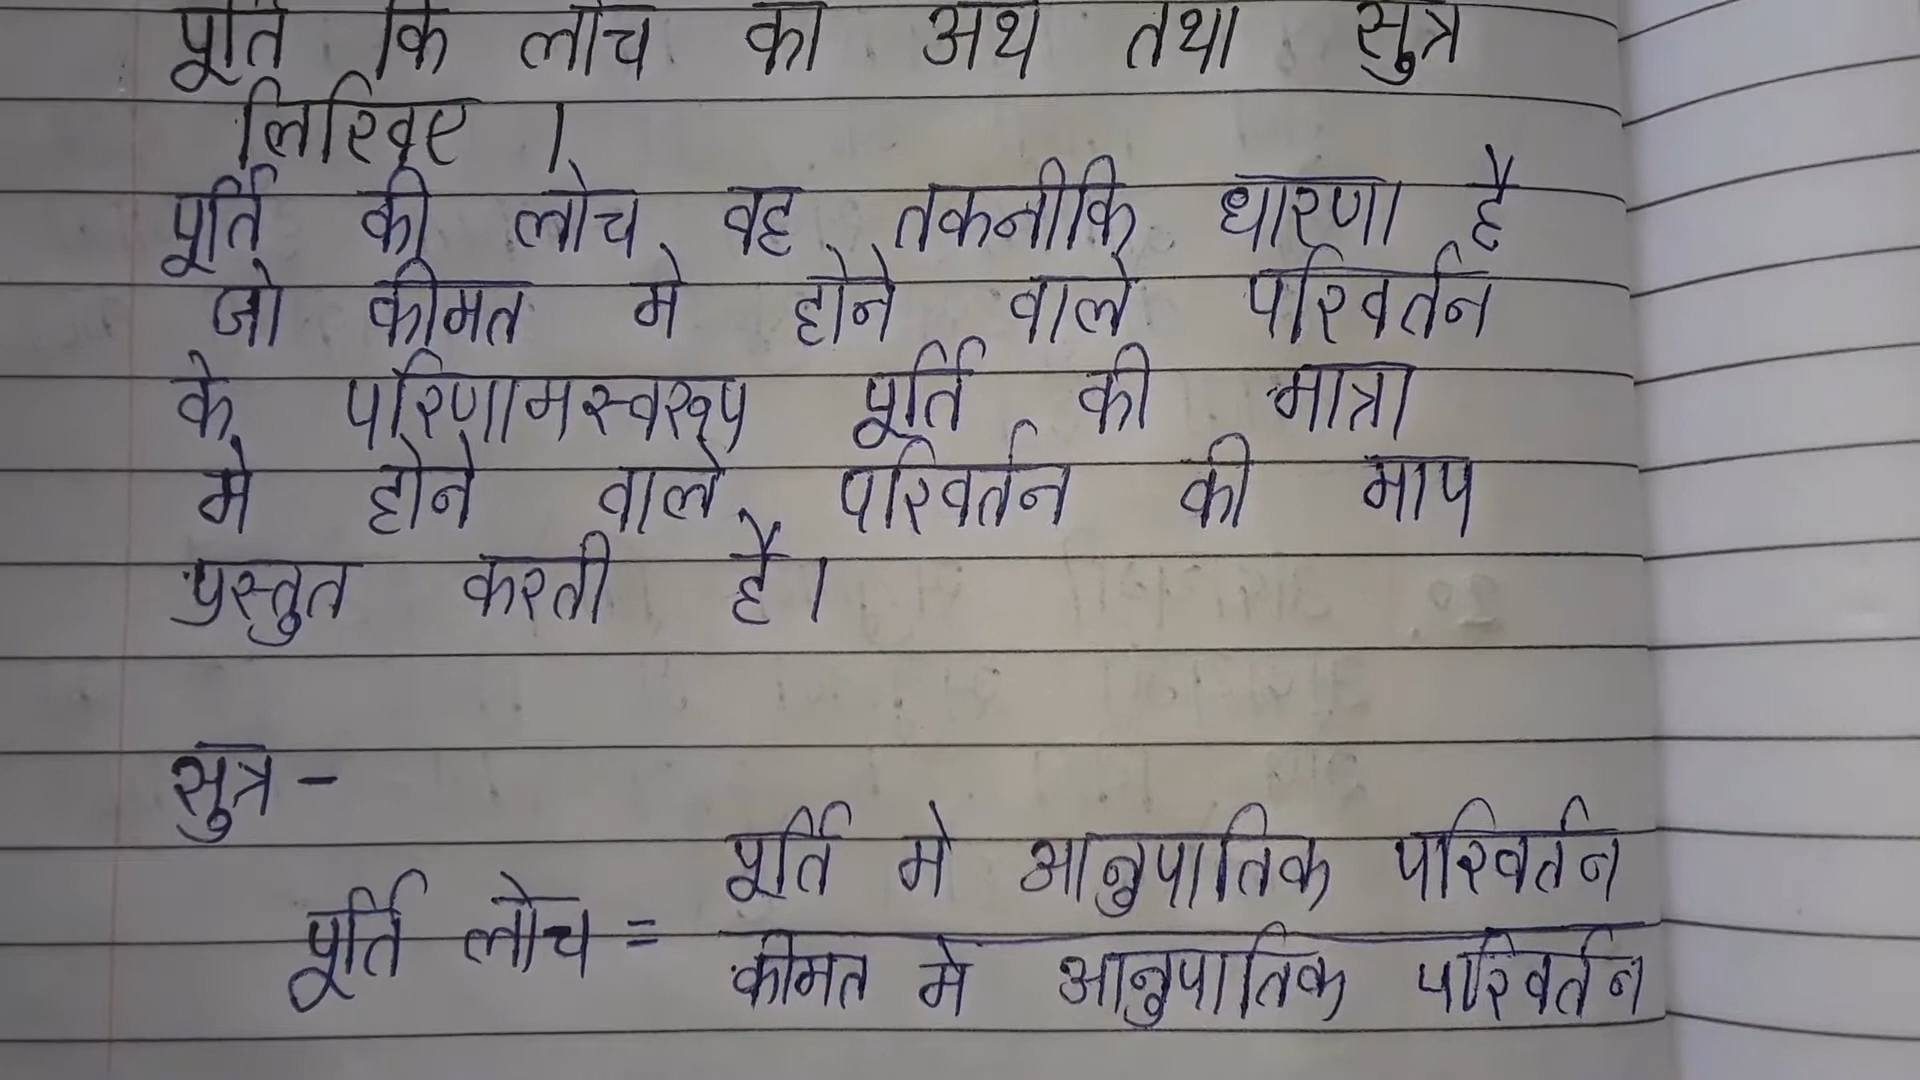 पूर्ति कि लोच का अर्थ तथा सुत्र
लिखिए ।
पूर्ति की लोच वह तकनीकि धारणा है
जो कीमत मे होने वाले परिवर्तन
के परिणामस्वरूप पूर्ति की मात्रा
मे होने वाले परिवर्तन की माप
प्रस्तुत करती है।
सुत्र -
पूर्ति मे आनुपातिक परिवर्तन
पूर्ति लोच =
कीमत मे आनुपातिक परिवर्तन